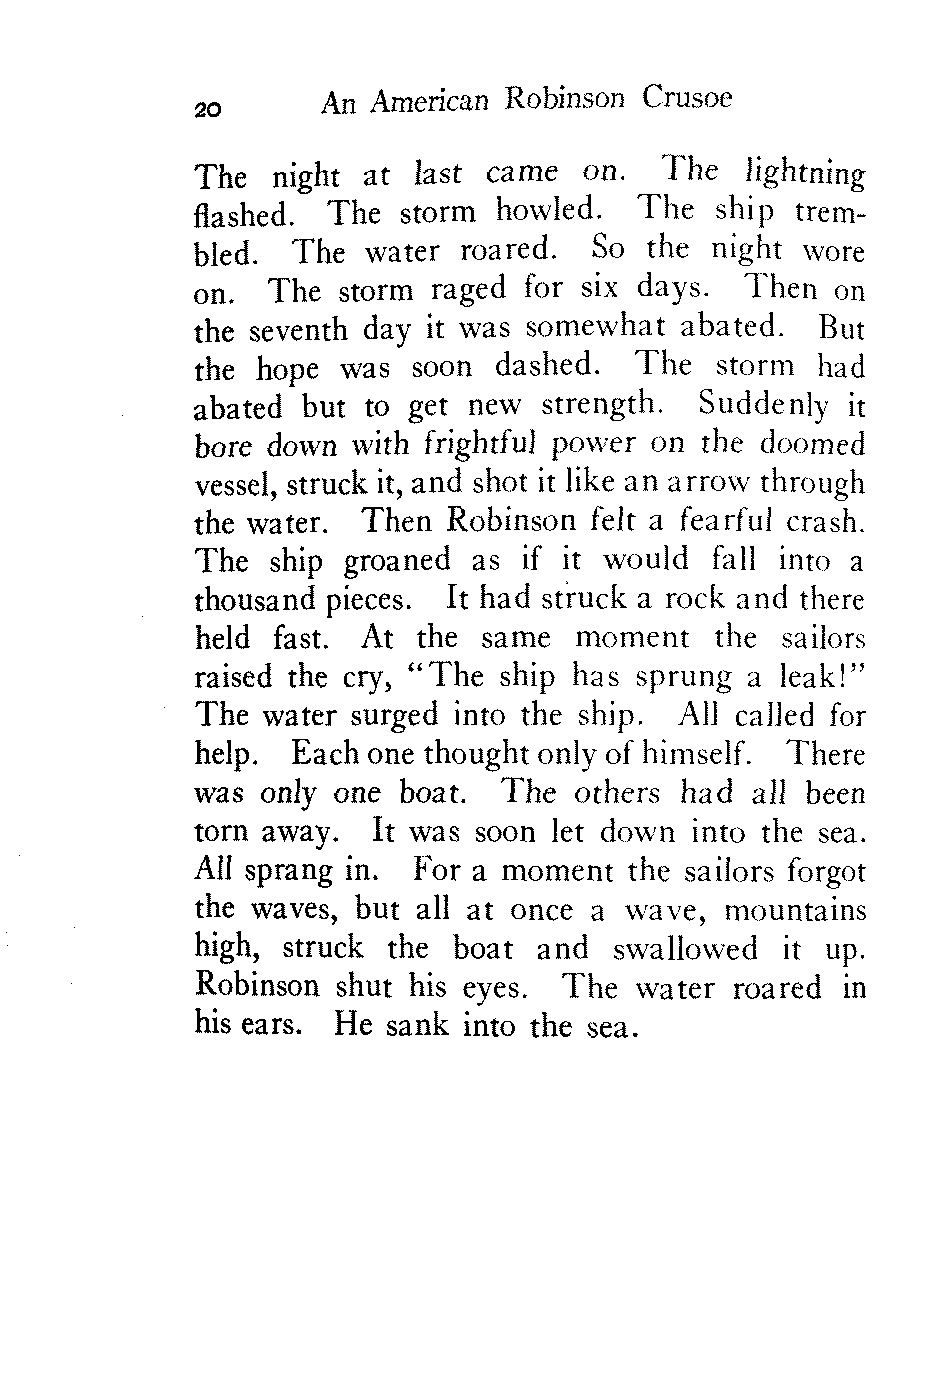 20 An American Robinson Crusoe
The night at last came on. The lightning
flashed. The storm howled. The ship trem-
bled. The water roared. So the night wore
on. The storm raged for six days. Then on
the seventh day it was somewhat abated. But
the hope was soon dashed. The storm had
abated but to get new strength. Suddenly it
bore down with frightful power on the doomed
vessel, struck it, and shot it like an arrow through
the water. Then Robinson felt a fearful crash.
The ship groaned as if it would fall into a
thousand pieces. It had struck a rock and there
held fast. At the same moment the sailors
raised the cry, "The ship has sprung a leak!"
The water surged into the ship. All called for
help. Each one thought only of himself. There
was only one boat. The others had all been
torn away. It was soon let down into the sea.
All sprang in. For a moment the sailors forgot
the waves, but all at once a wave, mountains
high, struck the boat and swallowed it up.
Robinson shut his eyes. The water roared in
his ears. He sank into the sea.